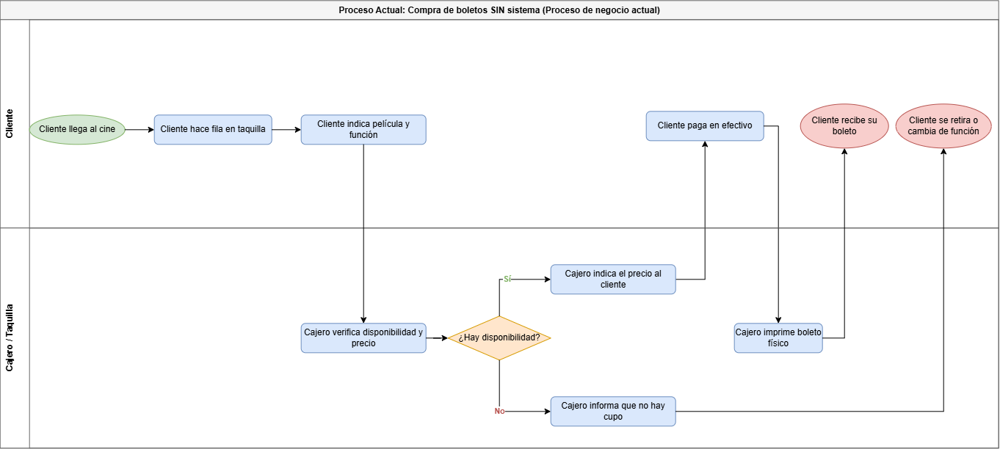 Proceso Actual: Compra de boletos SIN sistema (Proceso de negocio actual)
Cliente
Cliente llega al cine
Cliente hace fila en taquilla
Cliente indica película y
función
Cliente paga en efectivo
Cliente recibe su
boleto
Cliente se retira o
cambia de función
Cajero / Taquilla
Cajero verifica disponibilidad y
precio
¿Hay disponibilidad?
Sí
Cajero indica el precio al
cliente
No
Cajero informa que no hay
cupo
Cajero imprime boleto
físico